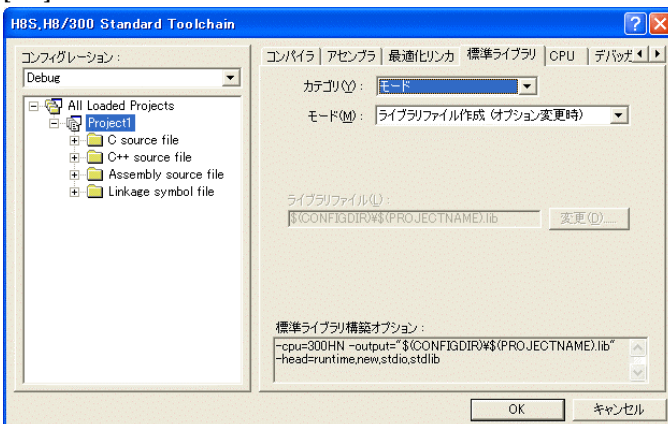 H8S,H8/300 Standard Toolchain
コンフィグレーション：
Debug
All Loaded Projects
Project1
C source file
C++ source file
Assembly source file
Linkage symbol file
コンパイラ アセンブラ 最適化リンカ 標準ライブラリ CPU デバッガ
カテゴリ(Y)： モード
モード(M)： ライブラリファイル作成（オプション変更時）
ライブラリファイル(L)：
$(CONFIGDIR)¥$(PROJECTNAME).lib 変更(D)....
標準ライブラリ構築オプション：
-cpu=300HN -output="$(CONFIGDIR)¥$(PROJECTNAME).lib"
-head=runtime,new,stdio,stdlib
OK キャンセル